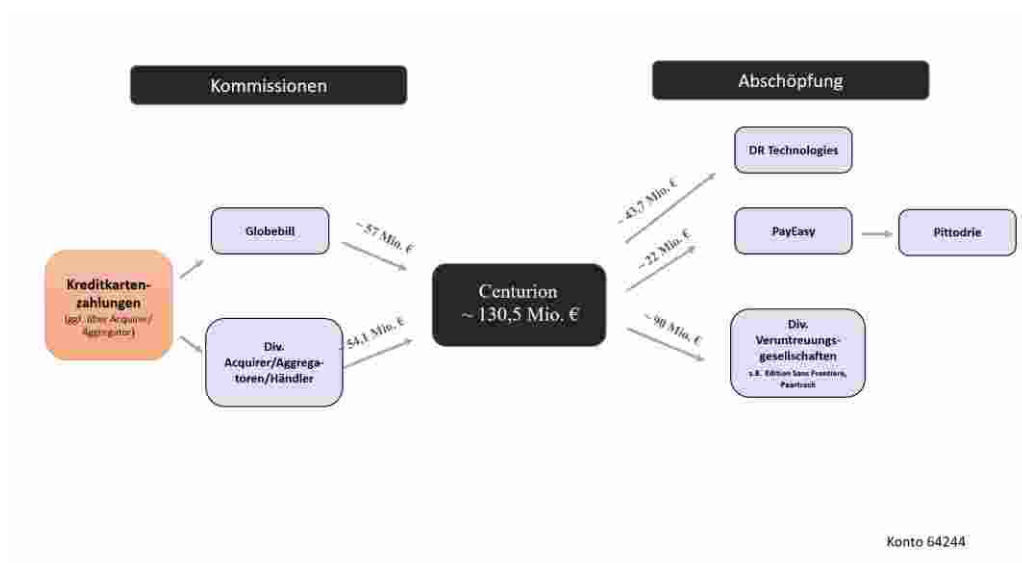 Kommissionen
Abschöpfung
DR Technologies
~ 43,7 Mio. €
Globebill
~ 57 Mio. €
~22 Mio. €
PayEasy
Pittodrie
Kreditkarten-
zahlungen
(ggf. über Acquirer/
Aggregator)
Centurion
~ 130,5 Mio. €
54,1 Mio. €
Div.
Acquirer/Aggrega-
toren/Händler
~ 90 Mio. €
Div.
Veruntreuungs-
gesellschaften
z.B. Edition Sans Frontiers,
Konto 64244